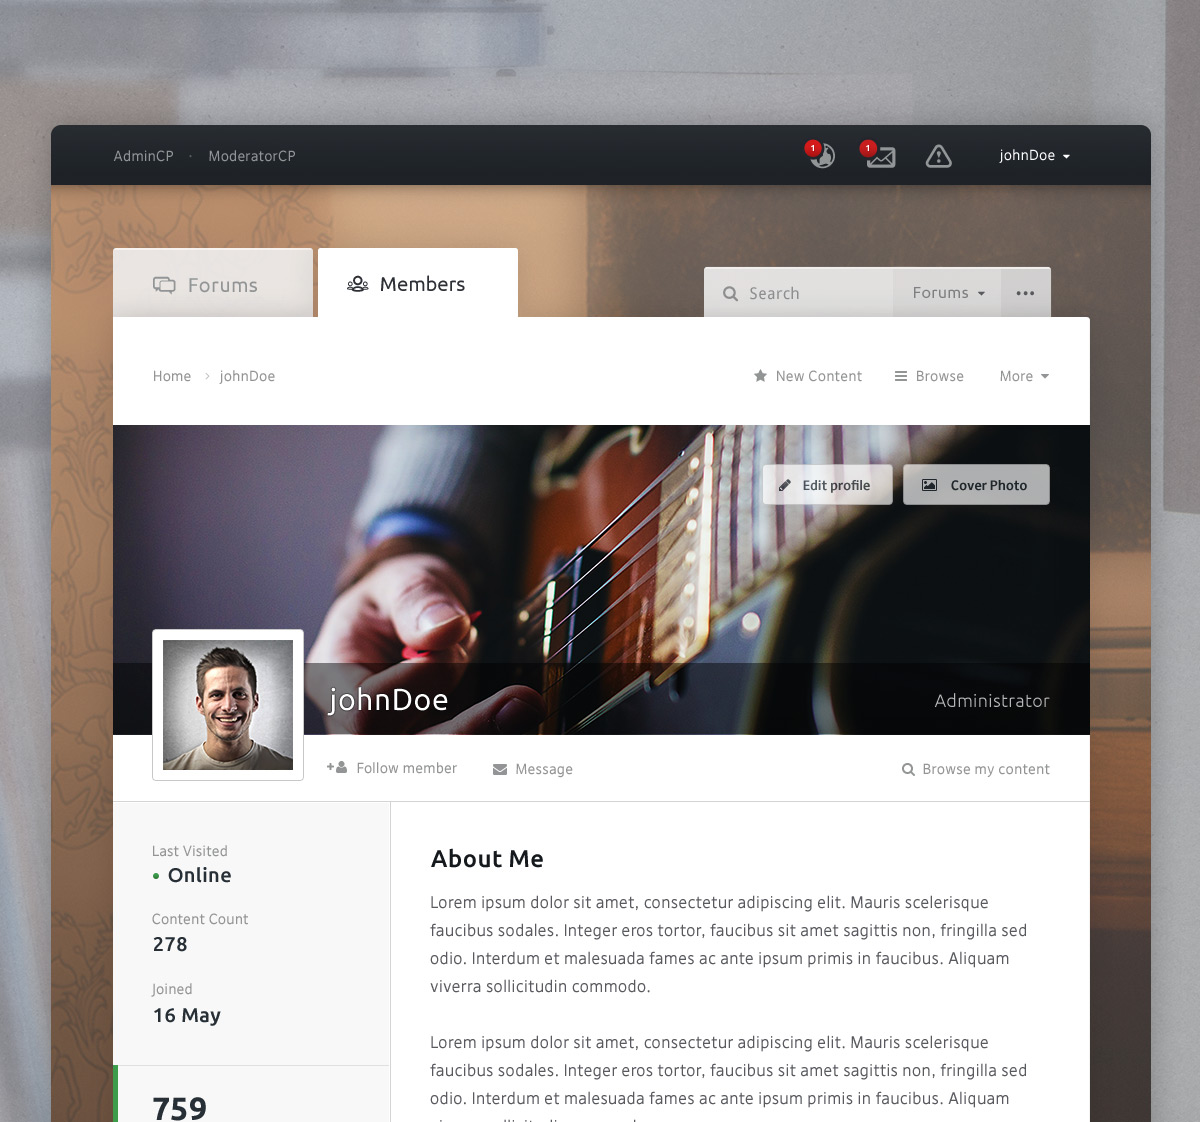 AdminCP · ModeratorCP
1
1
johnDoe
Forums
Members
Search
Forums
Home › johnDoe
New Content
Browse
More
Edit profile
Cover Photo
johnDoe
Administrator
Follow member
Message
Browse my content
Last Visited
• Online
Content Count
278
Joined
16 May
759
About Me
Lorem ipsum dolor sit amet, consectetur adipiscing elit. Mauris scelerisque
faucibus sodales. Integer eros tortor, faucibus sit amet sagittis non, fringilla sed
odio. Interdum et malesuada fames ac ante ipsum primis in faucibus. Aliquam
viverra sollicitudin commodo.
Lorem ipsum dolor sit amet, consectetur adipiscing elit. Mauris scelerisque
faucibus sodales. Integer eros tortor, faucibus sit amet sagittis non, fringilla sed
odio. Interdum et malesuada fames ac ante ipsum primis in faucibus. Aliquam